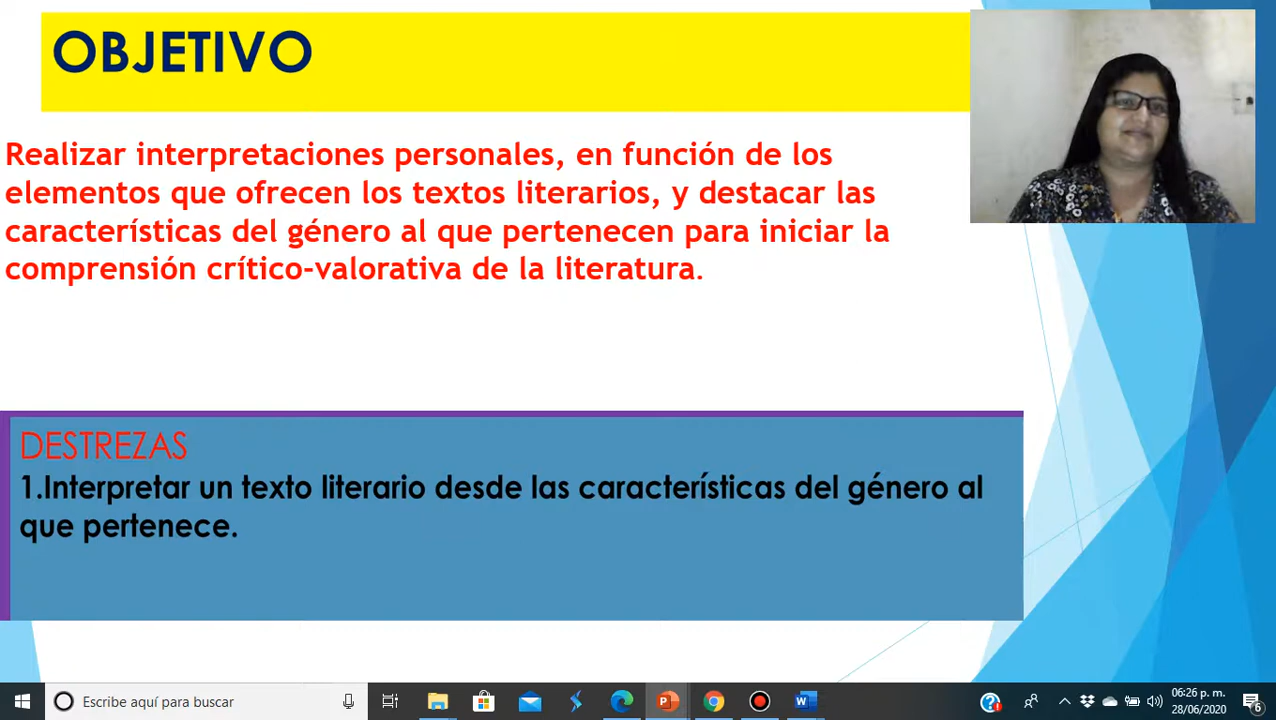 OBJETIVO
Realizar interpretaciones personales, en función de los
elementos que ofrecen los textos literarios, y destacar las
características del género al que pertenecen para iniciar la
comprensión crítico-valorativa de la literatura.
DESTREZAS
1.Interpretar un texto literario desde las características del género al
que pertenece.
Escribe aquí para buscar
06:26 p. m.
28/06/2020
6